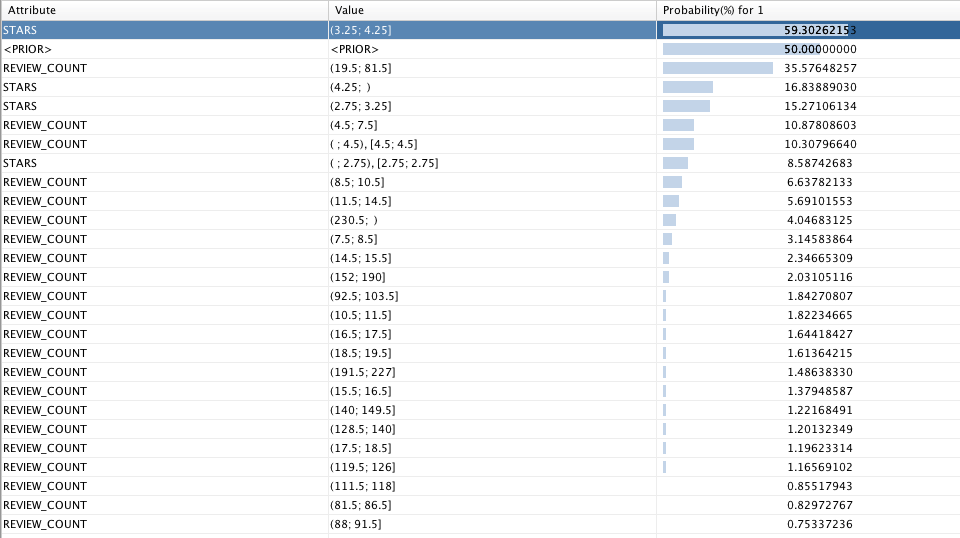 Attribute Value Probability(%) for 1
STARS (3.25; 4.25] 59.30262153
<PRIOR> <PRIOR> 50.00000000
REVIEW_COUNT (19.5; 81.5] 35.57648257
STARS (4.25; ) 16.83889030
STARS (2.75; 3.25] 15.27106134
REVIEW_COUNT (4.5; 7.5] 10.87808603
REVIEW_COUNT ( ; 4.5), [4.5; 4.5] 10.30796640
STARS ( ; 2.75), [2.75; 2.75] 8.58742683
REVIEW_COUNT (8.5; 10.5] 6.63782133
REVIEW_COUNT (11.5; 14.5] 5.69101553
REVIEW_COUNT (230.5; ) 4.04683125
REVIEW_COUNT (7.5; 8.5] 3.14583864
REVIEW_COUNT (14.5; 15.5] 2.34665309
REVIEW_COUNT (152; 190] 2.03105116
REVIEW_COUNT (92.5; 103.5] 1.84270807
REVIEW_COUNT (10.5; 11.5] 1.82234665
REVIEW_COUNT (16.5; 17.5] 1.64418427
REVIEW_COUNT (18.5; 19.5] 1.61364215
REVIEW_COUNT (191.5; 227] 1.48638330
REVIEW_COUNT (15.5; 16.5] 1.37948587
REVIEW_COUNT (140; 149.5] 1.22168491
REVIEW_COUNT (128.5; 140] 1.20132349
REVIEW_COUNT (17.5; 18.5] 1.19623314
REVIEW_COUNT (119.5; 126] 1.16569102
REVIEW_COUNT (111.5; 118] 0.85517943
REVIEW_COUNT (81.5; 86.5] 0.82972767
REVIEW_COUNT (88; 91.5] 0.75337236